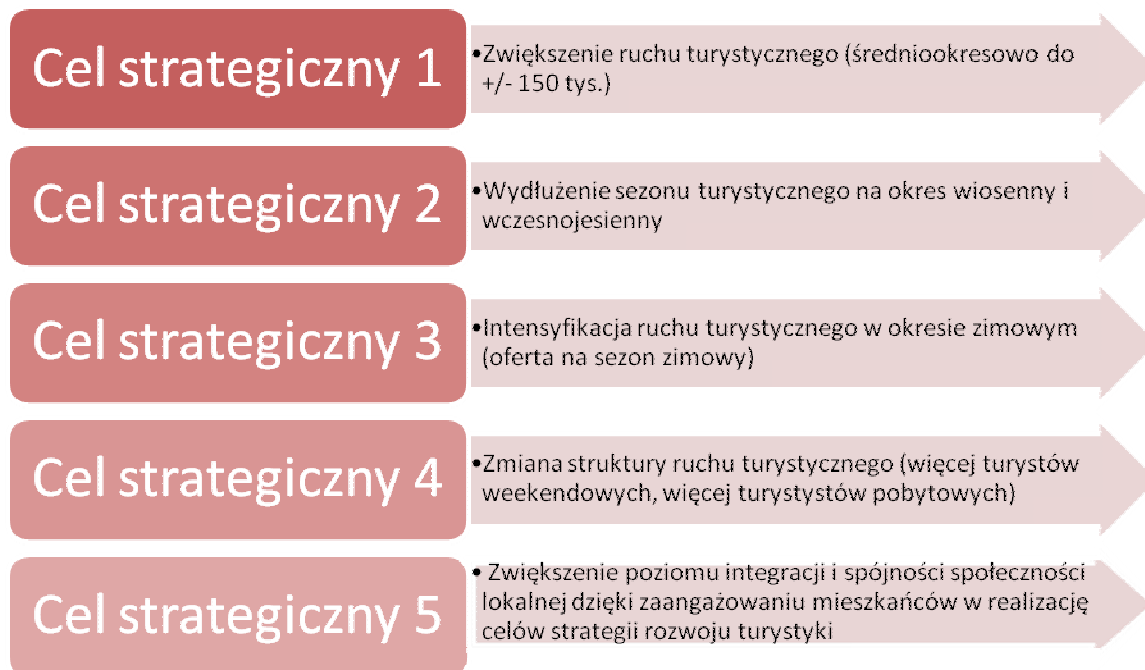 Cel strategiczny 1
•Zwiększenie ruchu turystycznego (średniookresowo do
+/- 150 tys.)
Cel strategiczny 2
•Wydłużenie sezonu turystycznego na okres wiosenny i
wczesnojesienny
Cel strategiczny 3
•Intensyfikacja ruchu turystycznego w okresie zimowym
(oferta na sezon zimowy)
Cel strategiczny 4
•Zmiana struktury ruchu turystycznego (więcej turystów
weekendowych, więcej turystystów pobytowych)
Cel strategiczny 5
• Zwiększenie poziomu integracji i spójności społeczności
lokalnej dzięki zaangażowaniu mieszkańców w realizację
celów strategii rozwoju turystyki